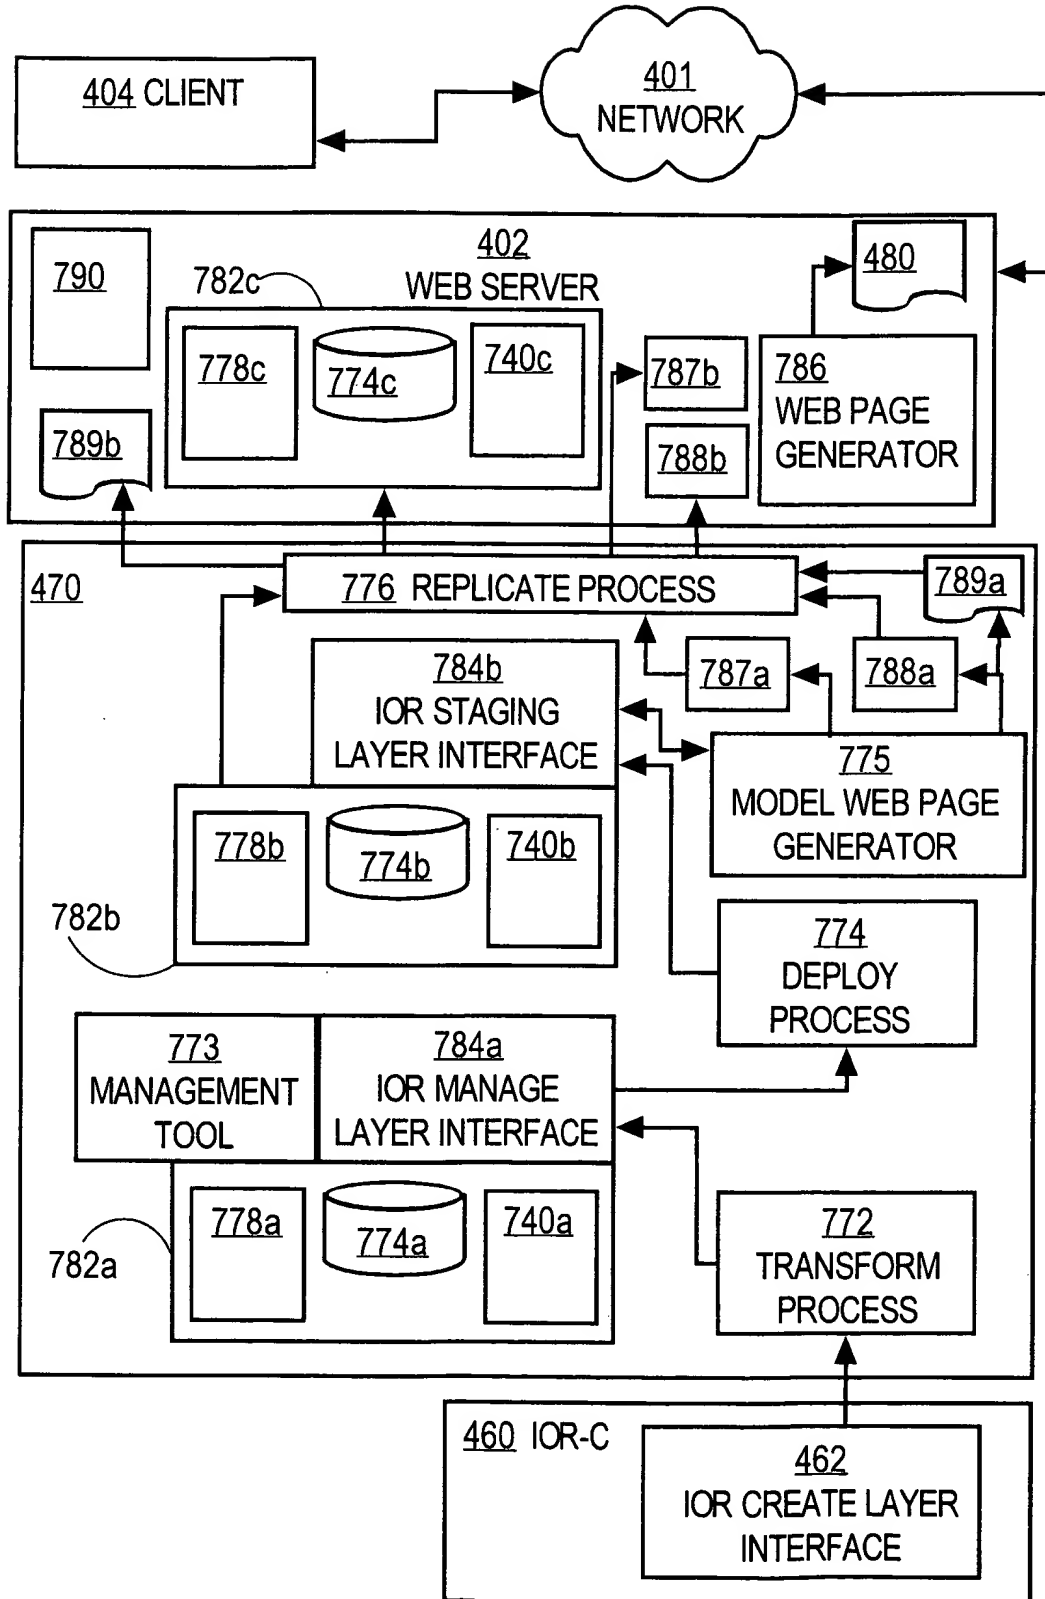 404 CLIENT
401
NETWORK
402
WEB SERVER
790
782c
778c
774c
740c
787b
788b
480
786
WEB PAGE
GENERATOR
789b
470
776 REPLICATE PROCESS
789a
784b
IOR STAGING
LAYER INTERFACE
787a
788a
775
MODEL WEB PAGE
GENERATOR
778b
774b
740b
782b
774
DEPLOY
PROCESS
773
MANAGEMENT
TOOL
784a
IOR MANAGE
LAYER INTERFACE
778a
774a
740a
782a
772
TRANSFORM
PROCESS
460 IOR-C
462
IOR CREATE LAYER
INTERFACE